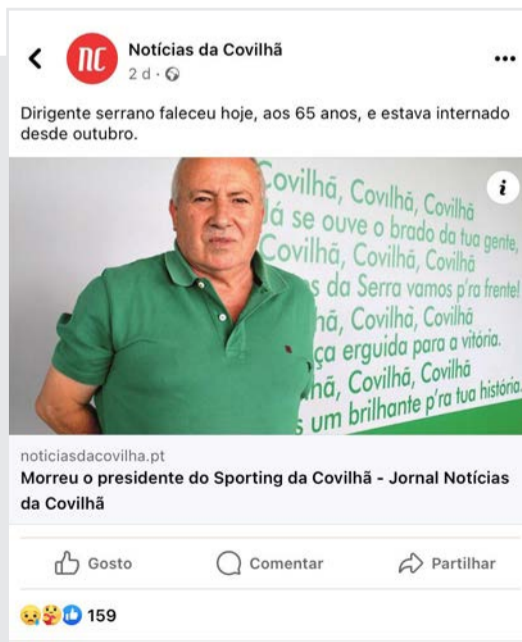 NC
Notícias da Covilhã
2 d ·
Dirigente serrano faleceu hoje, aos 65 anos, e estava internado
desde outubro.
Covilhã, Covilhã, Covilhã
Já se ouve o brado da tua gente,
Covilhã, Covilhã, Covilhã
s da Serra vamos p'ra frente!
hã, Covilhã, Covilhã
ça erguida para a vitória.
hã, Covilhã, Covilhã
s um brilhante p'ra tua história.
i
noticiasdacovilha.pt
Morreu o presidente do Sporting da Covilhã - Jornal Notícias
da Covilhã
Gosto
Comentar
Partilhar
159